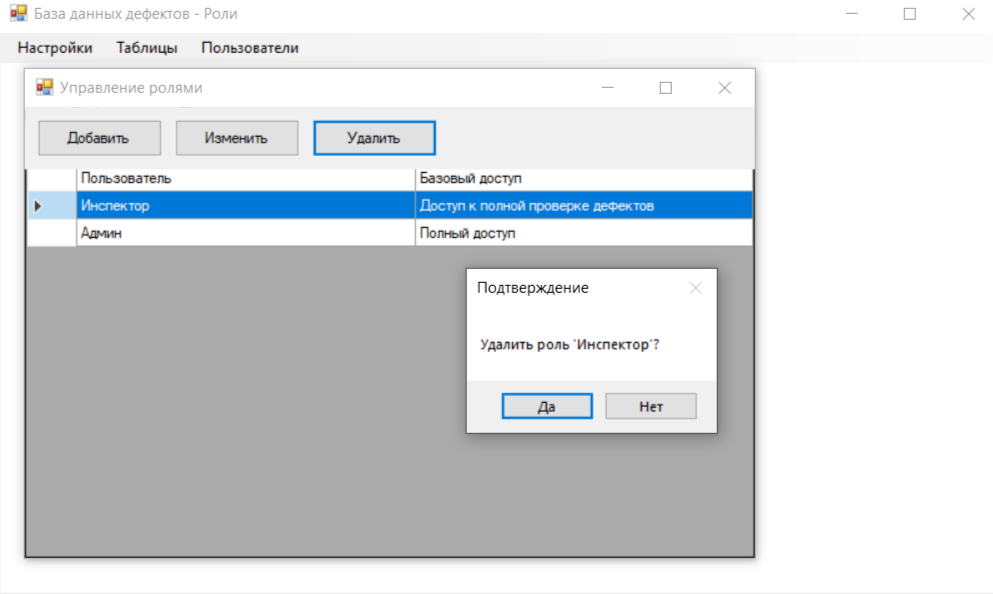 База данных дефектов - Роли
Настройки Таблицы Пользователи
Управление ролями
Добавить Изменить Удалить
Пользователь Базовый доступ
Инспектор Доступ к полной проверке дефектов
Админ Полный доступ
Подтверждение
Удалить роль 'Инспектор'?
Да Нет